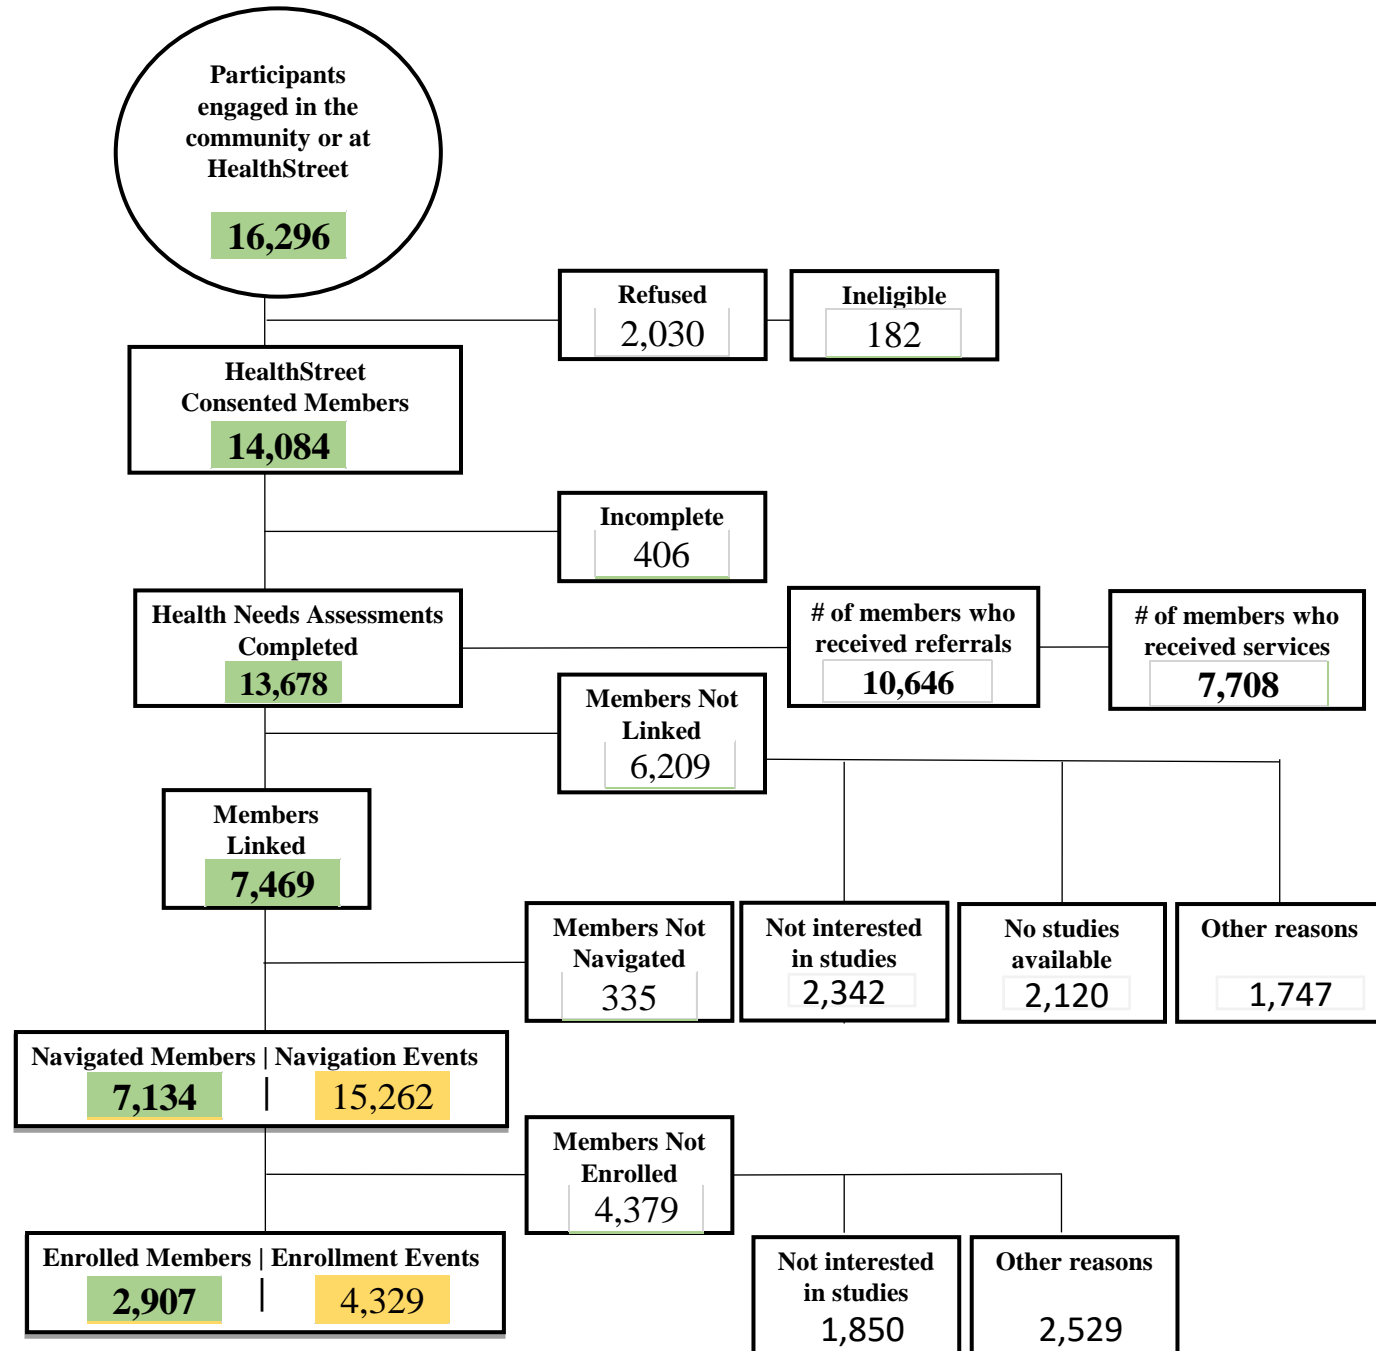 Participants
engaged in the
community or at
HealthStreet
16,296
Refused
2,030
Ineligible
182
HealthStreet
Consented Members
14,084
Incomplete
406
Health Needs Assessments
Completed
13,678
# of members who
received referrals
10,646
# of members who
received services
7,708
Members Not
Linked
6,209
Members
Linked
7,469
Members Not
Navigated
335
Not interested
in studies
2,342
No studies
available
2,120
Other reasons
1,747
Navigated Members | Navigation Events
7,134 | 15,262
Members Not
Enrolled
4,379
Enrolled Members | Enrollment Events
2,907 | 4,329
Not interested
in studies
1,850
Other reasons
2,529